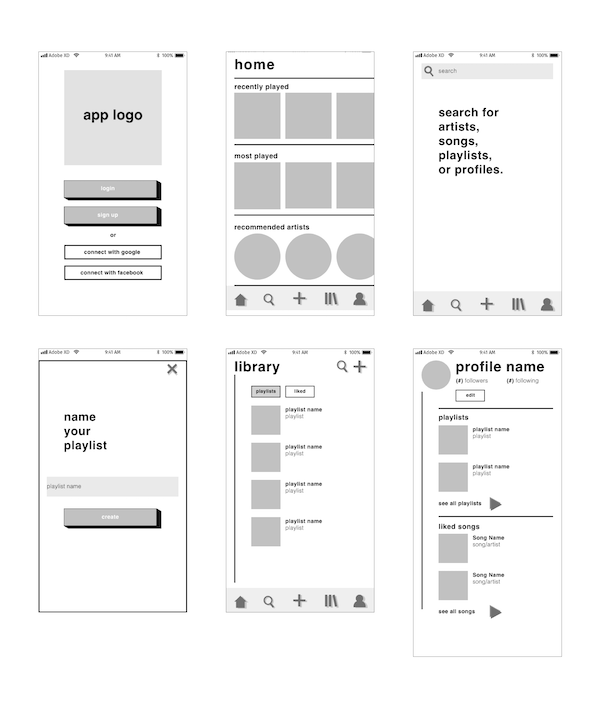 Adobe XD 9:41 AM 100%
app logo
login
sign up
or
connect with google
connect with facebook
home
recently played
most played
recommended artists
Adobe XD 9:41 AM 100%
search
search for
artists,
songs,
playlists,
or profiles.
Adobe XD 9:41 AM 100%
name
your
playlist
playlist name
create
Adobe XD 9:41 AM 100%
library
playlists liked
playlist name
playlist
playlist name
playlist
playlist name
playlist
playlist name
playlist
Adobe XD 9:41 AM 100%
profile name
(#) followers (#) following
edit
playlists
playlist name
playlist
playlist name
playlist
see all playlists
liked songs
Song Name
song/artist
Song Name
song/artist
see all songs